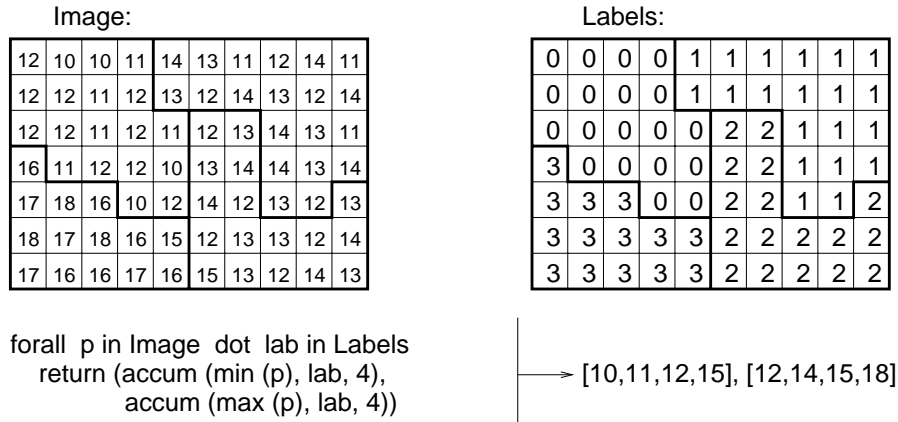 Image: Labels:
12 10 10 11 14 13 11 12 14 11 0 0 0 0 1 1 1 1 1 1
12 12 11 12 13 12 14 13 12 14 0 0 0 0 1 1 1 1 1 1
12 12 11 12 11 12 13 14 13 11 0 0 0 0 0 2 2 1 1 1
16 11 12 12 10 13 14 14 13 14 3 0 0 0 0 2 2 1 1 1
17 18 16 10 12 14 12 13 12 13 3 3 3 0 0 2 2 1 1 2
18 17 18 16 15 12 13 13 12 14 3 3 3 3 3 2 2 2 2 2
17 16 16 17 16 15 13 12 14 13 3 3 3 3 3 2 2 2 2 2
forall p in Image dot lab in Labels
return (accum (min (p), lab, 4),
accum (max (p), lab, 4))
[10,11,12,15], [12,14,15,18]